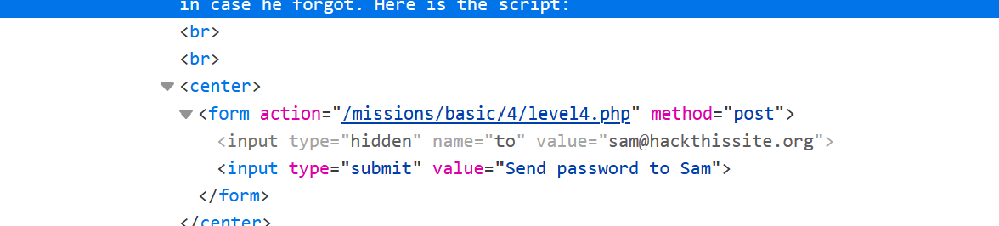 in case he forgot. Here is the script:
<br>
<br>
<center>
<form action="/missions/basic/4/level4.php" method="post">
<input type="hidden" name="to" value="sam@hackthissite.org">
<input type="submit" value="Send password to Sam">
</form>
</center>